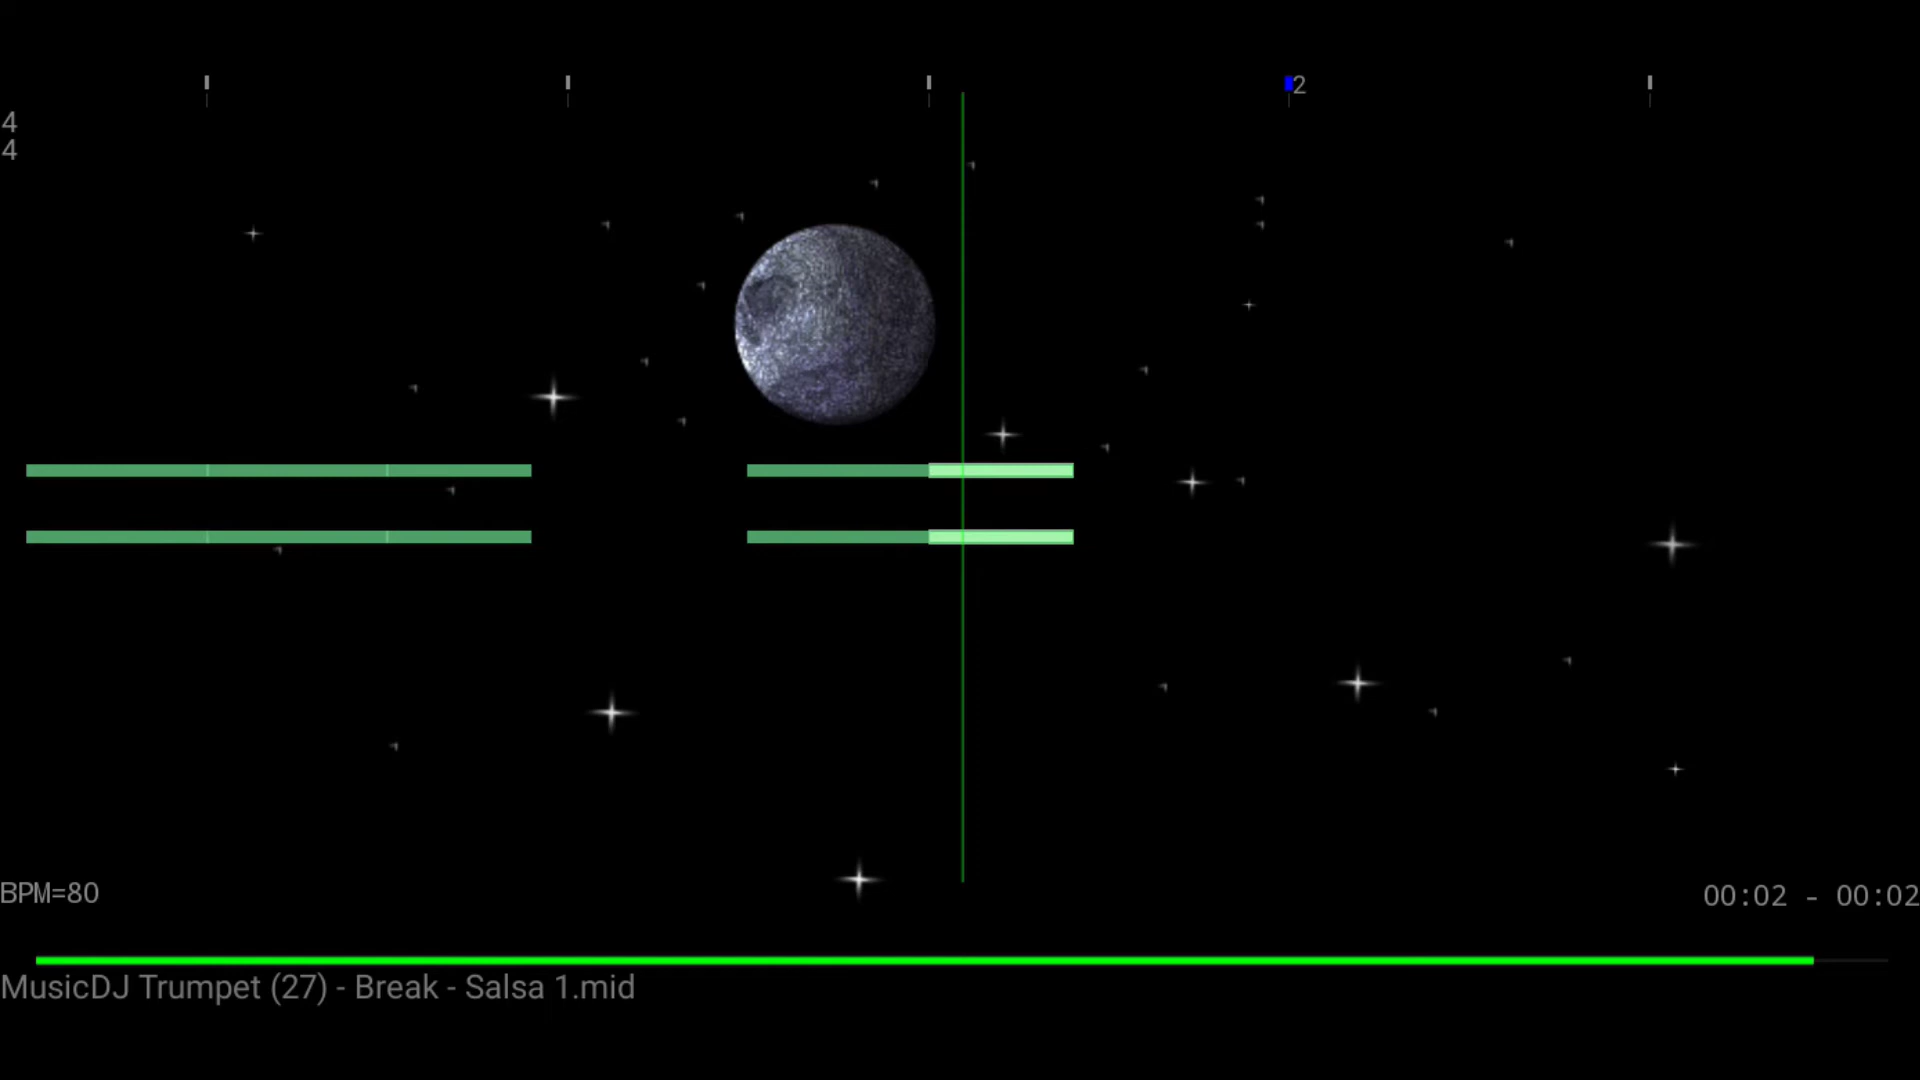 2
4
4
BPM=80
00:02 - 00:02
MusicDJ Trumpet (27) - Break - Salsa 1.mid